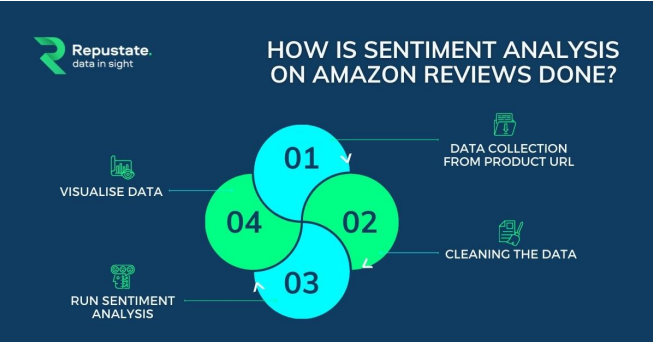 Repustate.
data in sight
HOW IS SENTIMENT ANALYSIS
ON AMAZON REVIEWS DONE?
01
DATA COLLECTION
FROM PRODUCT URL
02
CLEANING THE DATA
03
RUN SENTIMENT
ANALYSIS
04
VISUALISE DATA